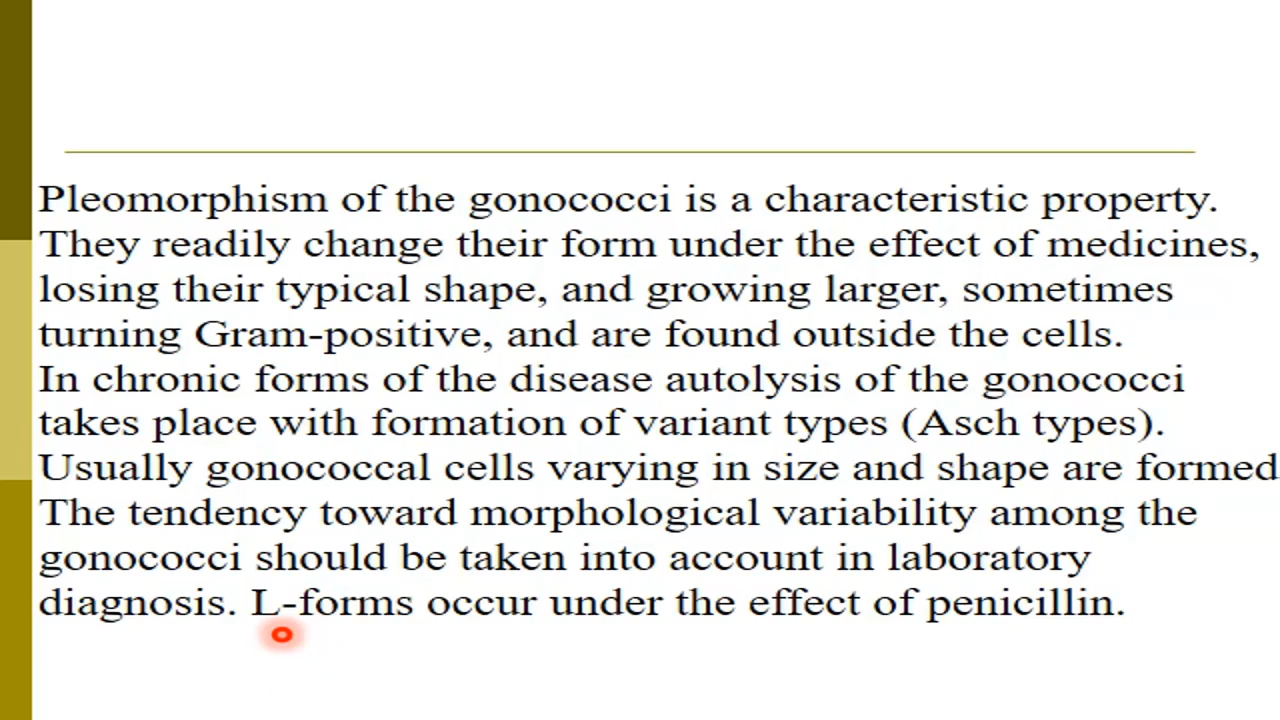 Pleomorphism of the gonococci is a characteristic property.
They readily change their form under the effect of medicines,
losing their typical shape, and growing larger, sometimes
turning Gram-positive, and are found outside the cells.
In chronic forms of the disease autolysis of the gonococci
takes place with formation of variant types (Asch types).
Usually gonococcal cells varying in size and shape are formed
The tendency toward morphological variability among the
gonococci should be taken into account in laboratory
diagnosis. L-forms occur under the effect of penicillin.